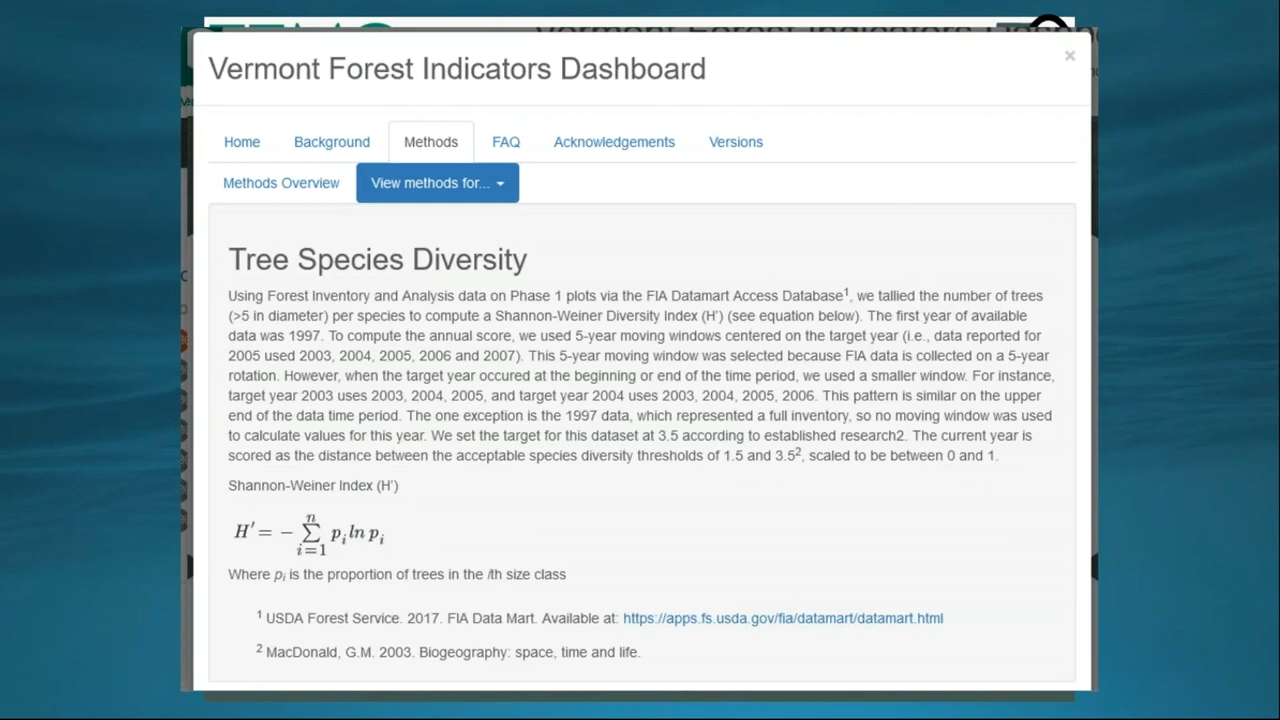 Vermont Forest Indicators Dashboard
×
Home Background Methods FAQ Acknowledgements Versions
Methods Overview View methods for...
Tree Species Diversity
Using Forest Inventory and Analysis data on Phase 1 plots via the FIA Datamart Access Database¹, we tallied the number of trees
(>5 in diameter) per species to compute a Shannon-Weiner Diversity Index (H') (see equation below). The first year of available
data was 1997. To compute the annual score, we used 5-year moving windows centered on the target year (i.e., data reported for
2005 used 2003, 2004, 2005, 2006 and 2007). This 5-year moving window was selected because FIA data is collected on a 5-year
rotation. However, when the target year occured at the beginning or end of the time period, we used a smaller window. For instance,
target year 2003 uses 2003, 2004, 2005, and target year 2004 uses 2003, 2004, 2005, 2006. This pattern is similar on the upper
end of the data time period. The one exception is the 1997 data, which represented a full inventory, so no moving window was used
to calculate values for this year. We set the target for this dataset at 3.5 according to established research2. The current year is
scored as the distance between the acceptable species diversity thresholds of 1.5 and 3.5², scaled to be between 0 and 1.
Shannon-Weiner Index (H')
H′ = − ∑ⁿᵢ₌₁ pᵢ ln pᵢ
Where pᵢ is the proportion of trees in the ith size class
¹ USDA Forest Service. 2017. FIA Data Mart. Available at: https://apps.fs.usda.gov/fia/datamart/datamart.html
² MacDonald, G.M. 2003. Biogeography: space, time and life.